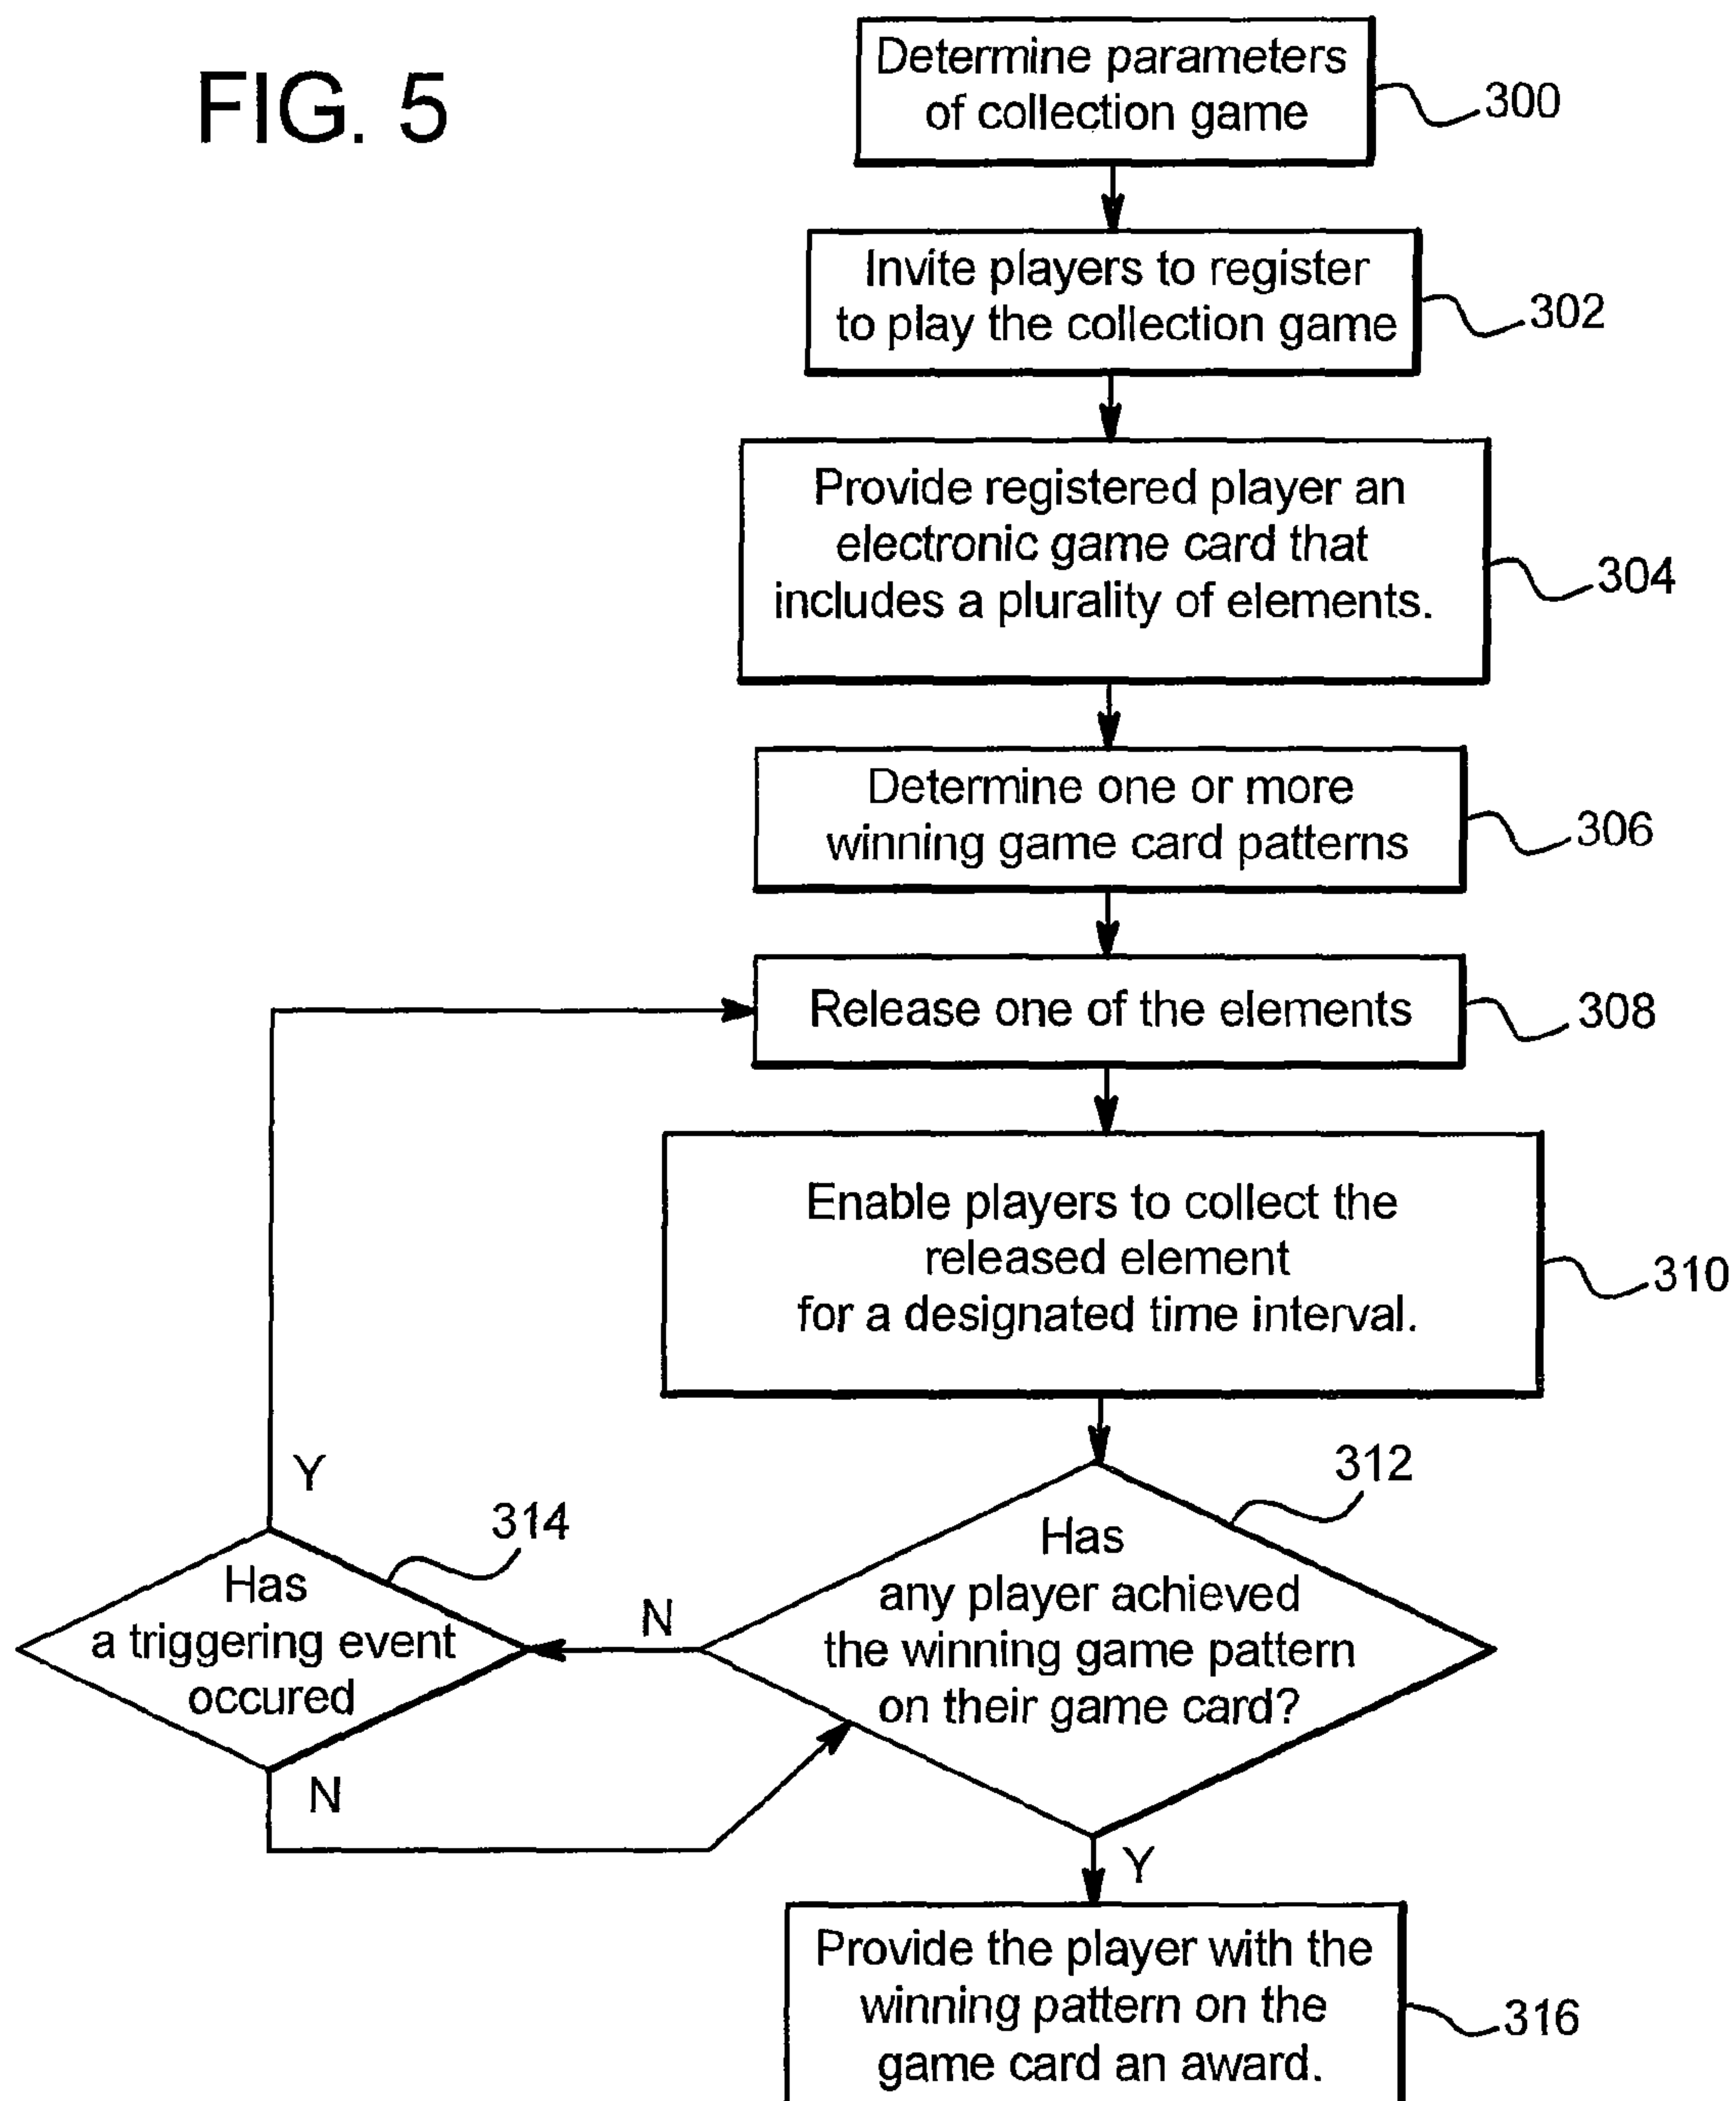 FIG. 5
Determine parameters
of collection game
300
Invite players to register
to play the collection game
302
Provide registered player an
electronic game card that
includes a plurality of elements.
304
Determine one or more
winning game card patterns
306
Release one of the elements
308
Enable players to collect the
released element
for a designated time interval.
310
312
Has
any player achieved
the winning game pattern
on their game card?
N
Y
314
Has
a triggering event
occured
Y
N
Provide the player with the
winning pattern on the
game card an award.
316